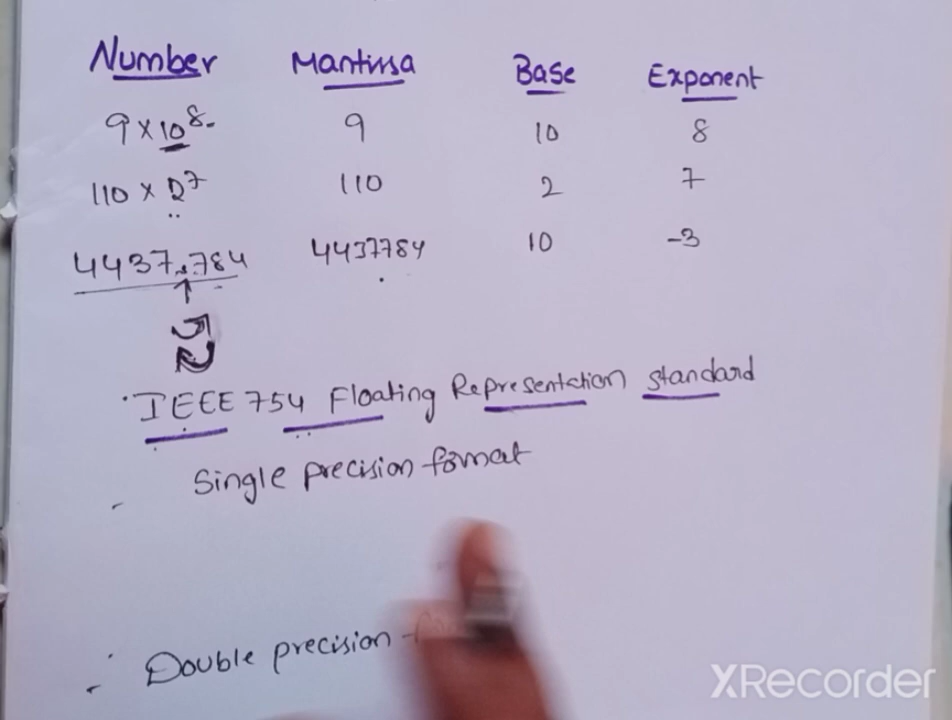 Number Mantissa Base Exponent
9 × 10⁸ 9 10 8
110 × 2⁷ 110 2 7
4437.784 4437784 10 -3
IEEE 754 Floating Representation standard
Single precision format
Double precision
XRecorder